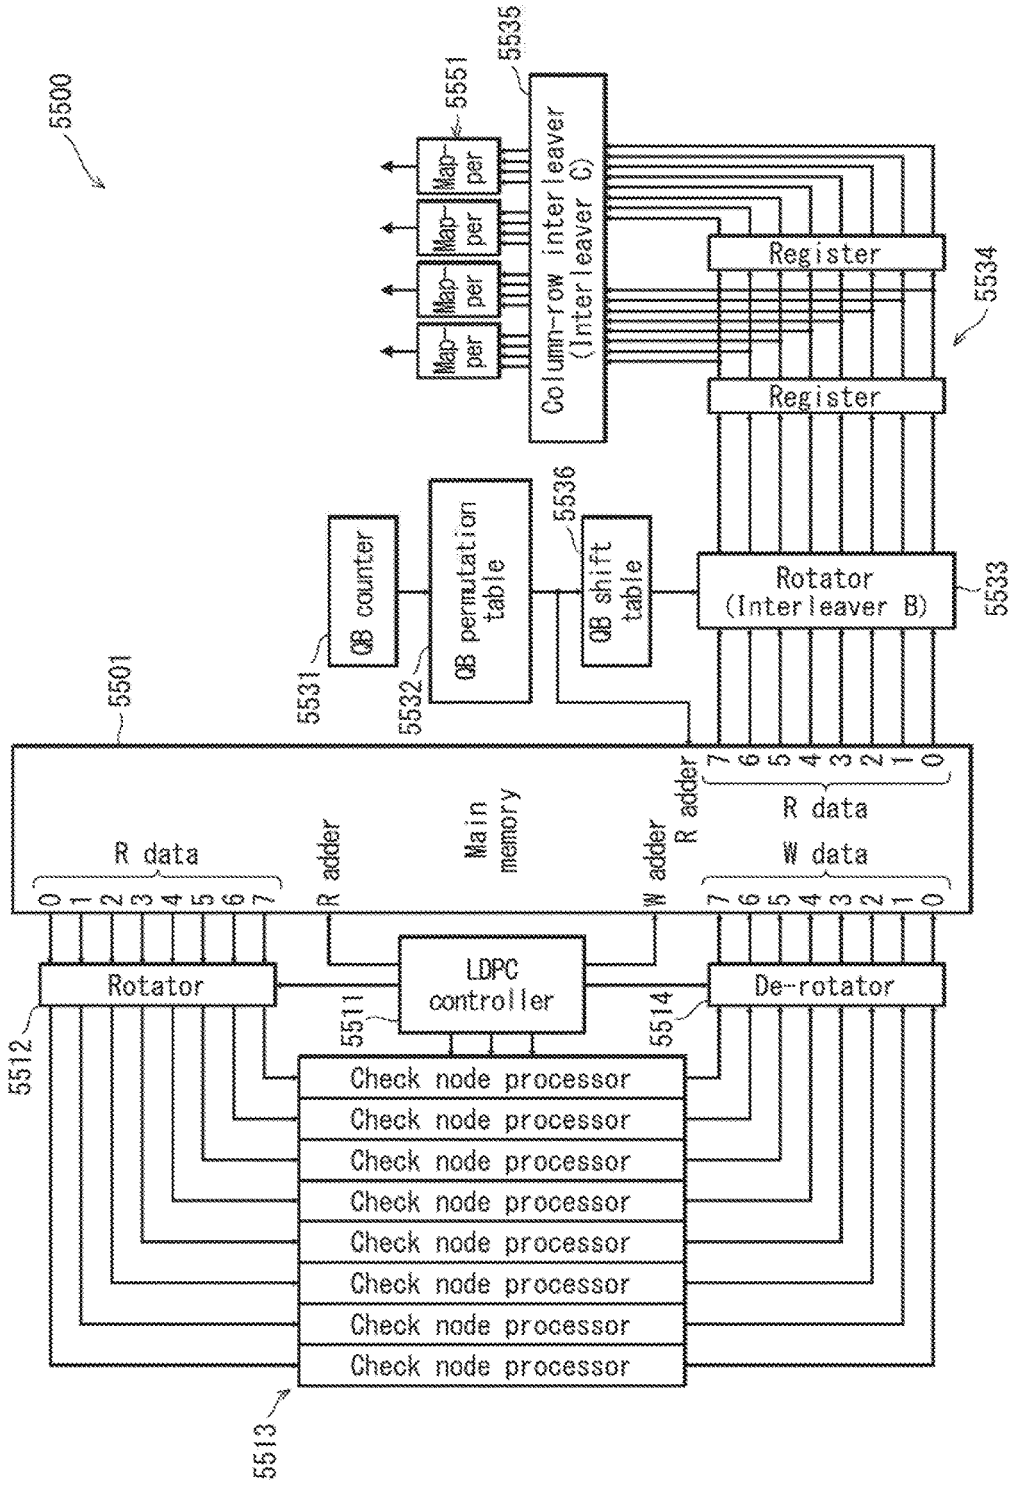 5500
5535
5551
Map-
per
Map-
per
Map-
per
Map-
per
Column-row interleaver
(Interleaver C)
Register
5534
Register
5536
QB counter
5531
QB permutation
table
5532
QB shift
table
Rotator
(Interleaver B)
5533
5501
R data
0
1
2
3
4
5
6
7
R adder
Main
memory
W adder
R adder
7
6
5
4
3
2
1
0
R data
W data
7
6
5
4
3
2
1
0
Rotator
5512
LDPC
controller
5511
De-rotator
5514
Check node processor
Check node processor
Check node processor
Check node processor
Check node processor
Check node processor
Check node processor
Check node processor
5513